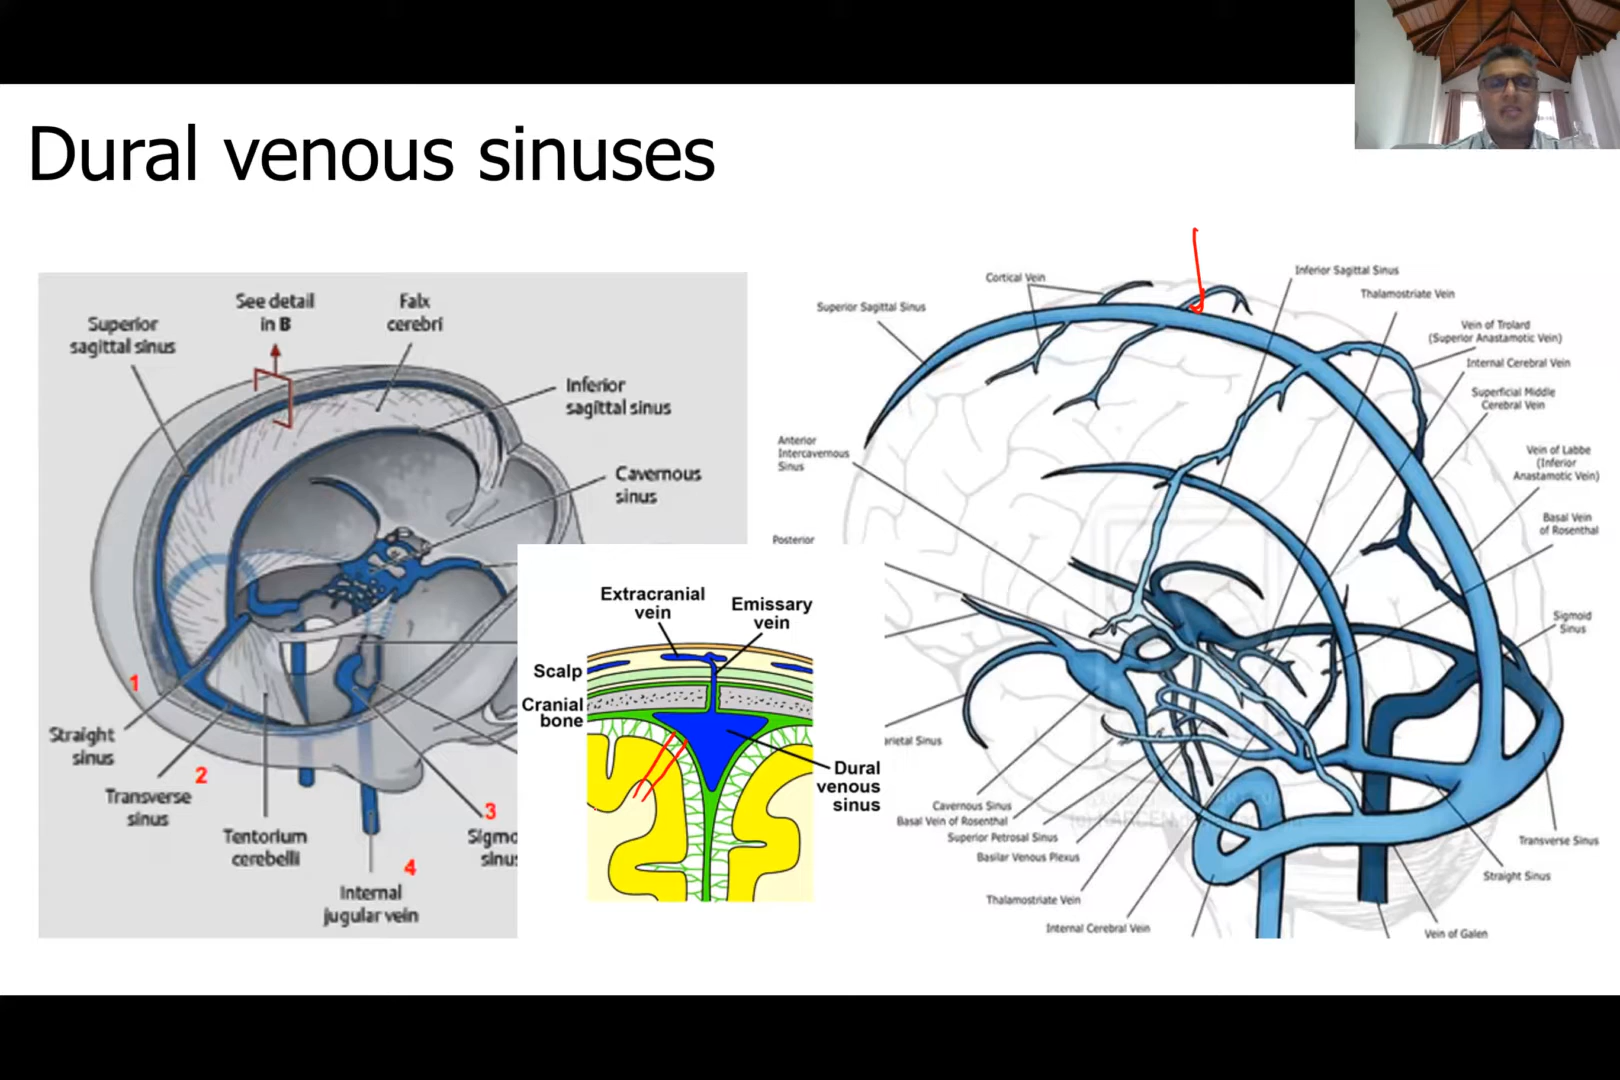 Dural venous sinuses
See detail
in B
Falx
cerebri
Superior
sagittal sinus
Inferior
sagittal sinus
Cavernous
sinus
1
Straight
sinus
2
Transverse
sinus
Tentorium
cerebelli
3
Sigmo
sinus
4
Internal
jugular vein
Extracranial
vein
Emissary
vein
Scalp
Cranial
bone
Dural
venous
sinus
Cortical Vein
Superior Sagittal Sinus
Inferior Sagittal Sinus
Thalamostriate Vein
Vein of Trolard
(Superior Anastamotic Vein)
Internal Cerebral Vein
Superficial Middle
Cerebral Vein
Anterior
Intercavernous
Sinus
Vein of Labbe
(Inferior
Anastamotic Vein)
Basal Vein
of Rosenthal
Posterior
Sigmoid
Sinus
arietal Sinus
Cavernous Sinus
Basal Vein of Rosenthal
Superior Petrosal Sinus
Basilar Venous Plexus
Thalamostriate Vein
Internal Cerebral Vein
Transverse Sinus
Straight Sinus
Vein of Galen